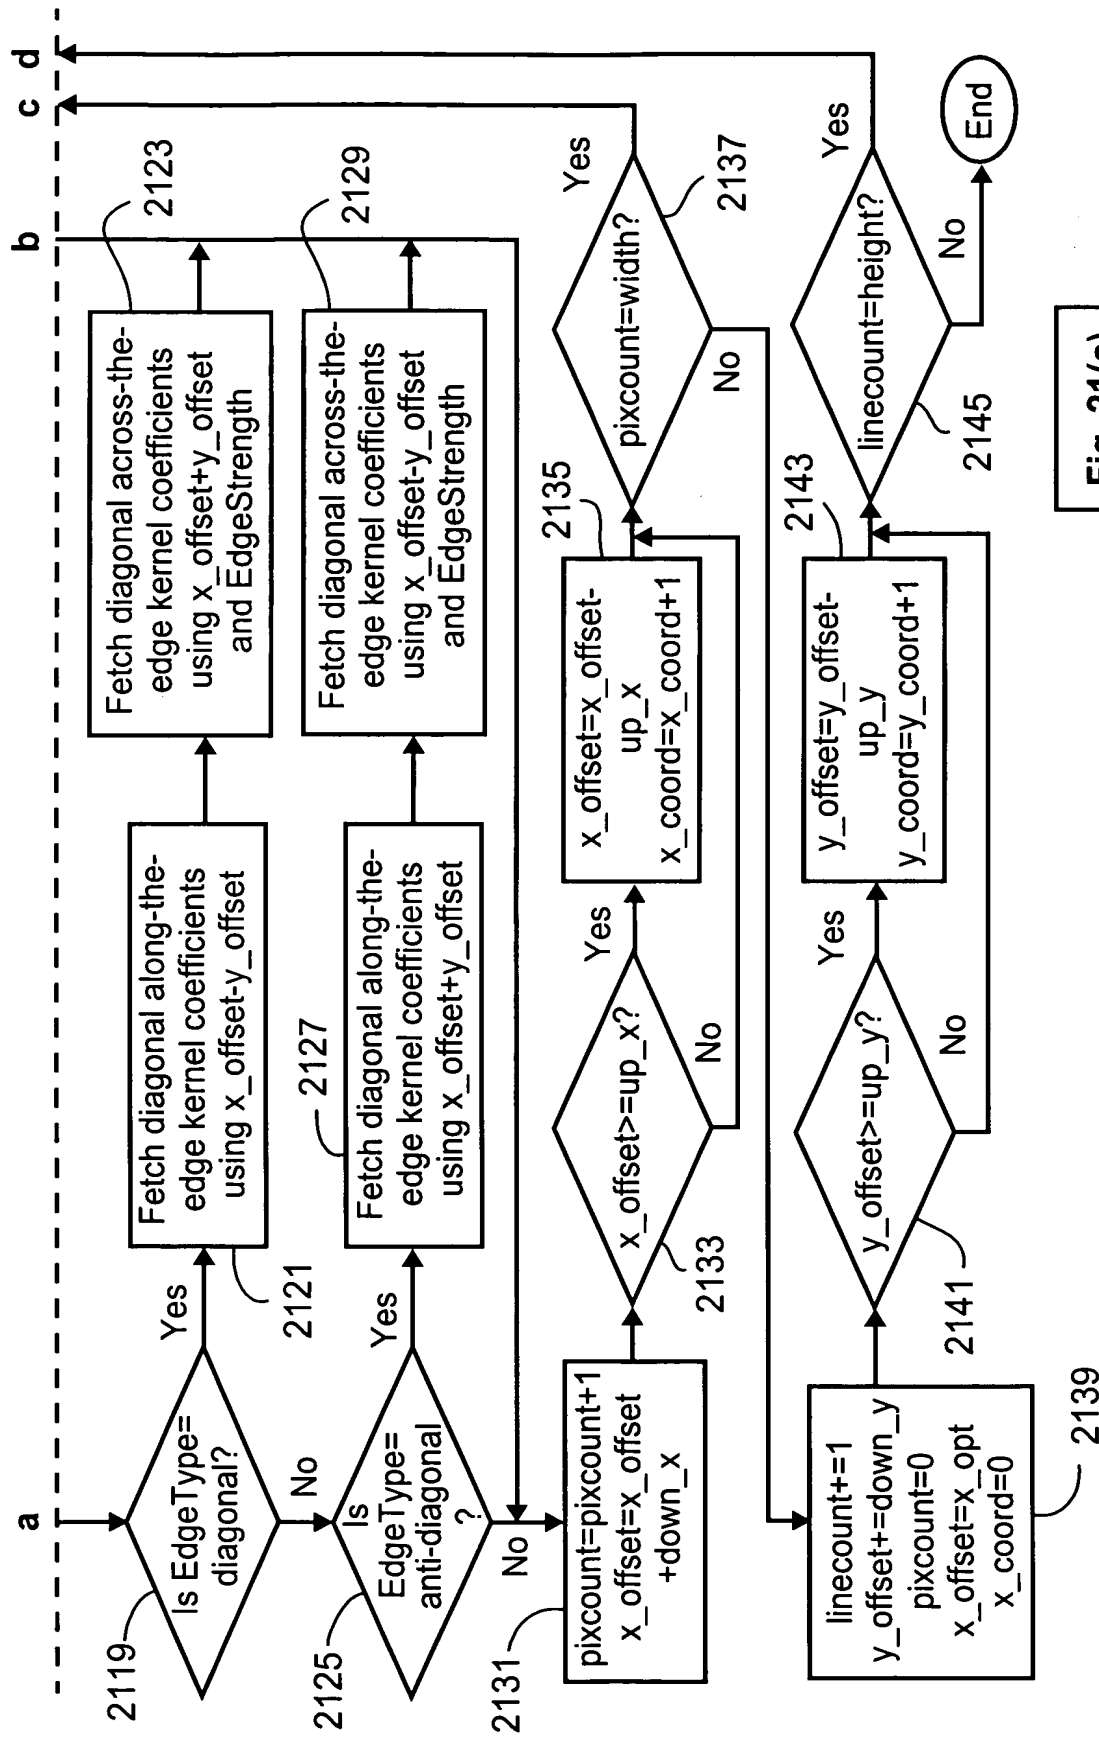 a
b
c
d
2119
Is EdgeType=
diagonal?
Yes
No
2121
Fetch diagonal along-the-
edge kernel coefficients
using x_offset-y_offset
2123
Fetch diagonal across-the-
edge kernel coefficients
using x_offset+y_offset
and EdgeStrength
2125
Is
EdgeType=
anti-diagonal
?
Yes
No
2127
Fetch diagonal along-the-
edge kernel coefficients
using x_offset+y_offset
2129
Fetch diagonal across-the-
edge kernel coefficients
using x_offset-y_offset
and EdgeStrength
2131
pixcount=pixcount+1
x_offset=x_offset
+down_x
2133
x_offset>=up_x?
Yes
No
2135
x_offset=x_offset-
up_x
x_coord=x_coord+1
2137
pixcount=width?
Yes
No
2139
linecount+=1
y_offset+=down_y
pixcount=0
x_offset=x_opt
x_coord=0
2141
y_offset>=up_y?
Yes
No
2143
y_offset=y_offset-
up_y
y_coord=y_coord+1
2145
linecount=height?
Yes
No
End